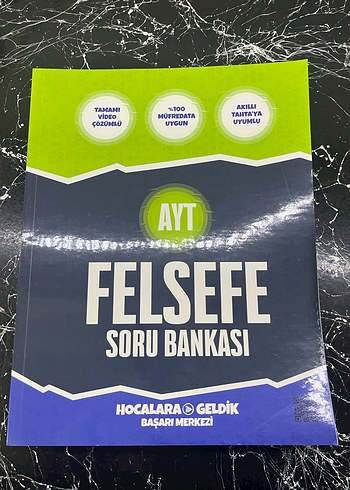 TAMAMI
VİDEO
ÇÖZÜMLÜ
%100
MÜFREDATA
UYGUN
AKILLI
TAHTA'YA
UYUMLU
AYT
FELSEFE
SORU BANKASI
HOCALARA GELDİK
BAŞARI MERKEZİ